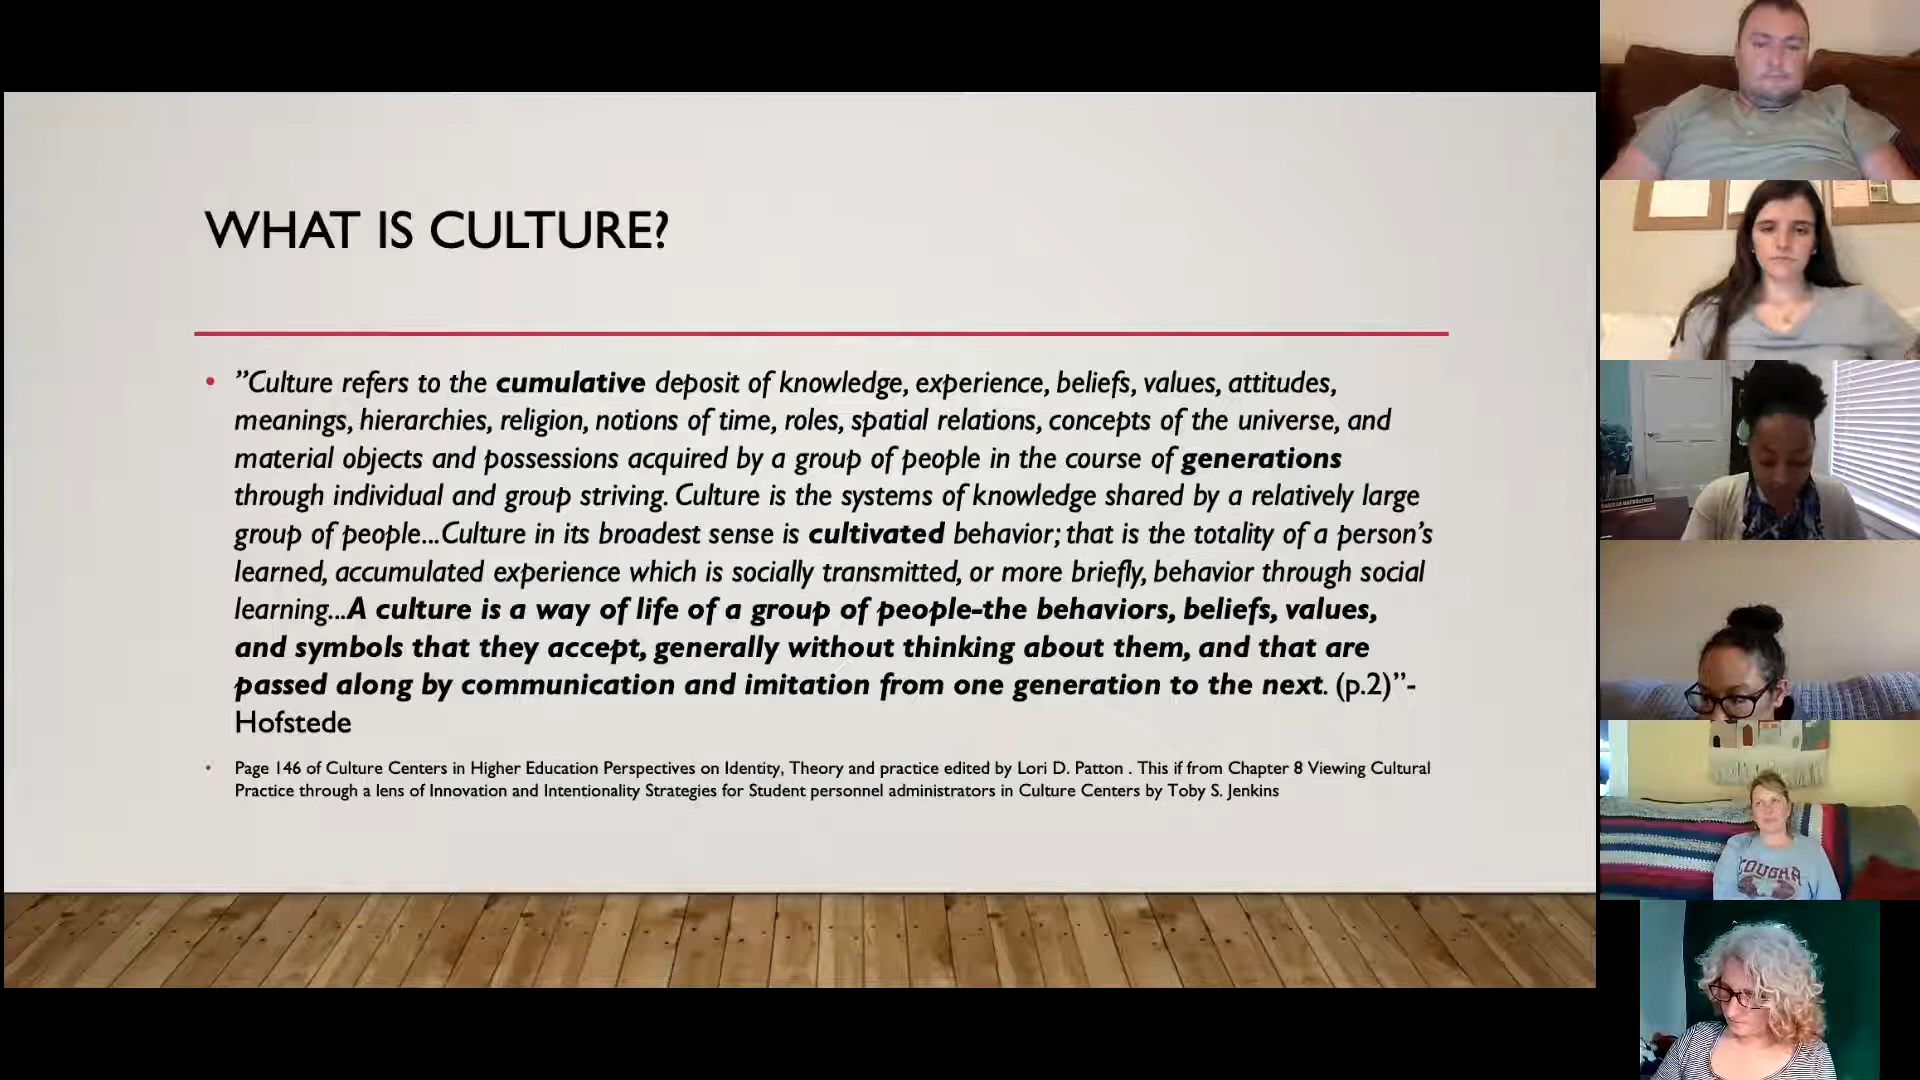 WHAT IS CULTURE?
• ”Culture refers to the cumulative deposit of knowledge, experience, beliefs, values, attitudes,
meanings, hierarchies, religion, notions of time, roles, spatial relations, concepts of the universe, and
material objects and possessions acquired by a group of people in the course of generations
through individual and group striving. Culture is the systems of knowledge shared by a relatively large
group of people...Culture in its broadest sense is cultivated behavior; that is the totality of a person’s
learned, accumulated experience which is socially transmitted, or more briefly, behavior through social
learning...A culture is a way of life of a group of people-the behaviors, beliefs, values,
and symbols that they accept, generally without thinking about them, and that are
passed along by communication and imitation from one generation to the next. (p.2)”-
Hofstede
• Page 146 of Culture Centers in Higher Education Perspectives on Identity, Theory and practice edited by Lori D. Patton . This if from Chapter 8 Viewing Cultural
Practice through a lens of Innovation and Intentionality Strategies for Student personnel administrators in Culture Centers by Toby S. Jenkins
COUGAR